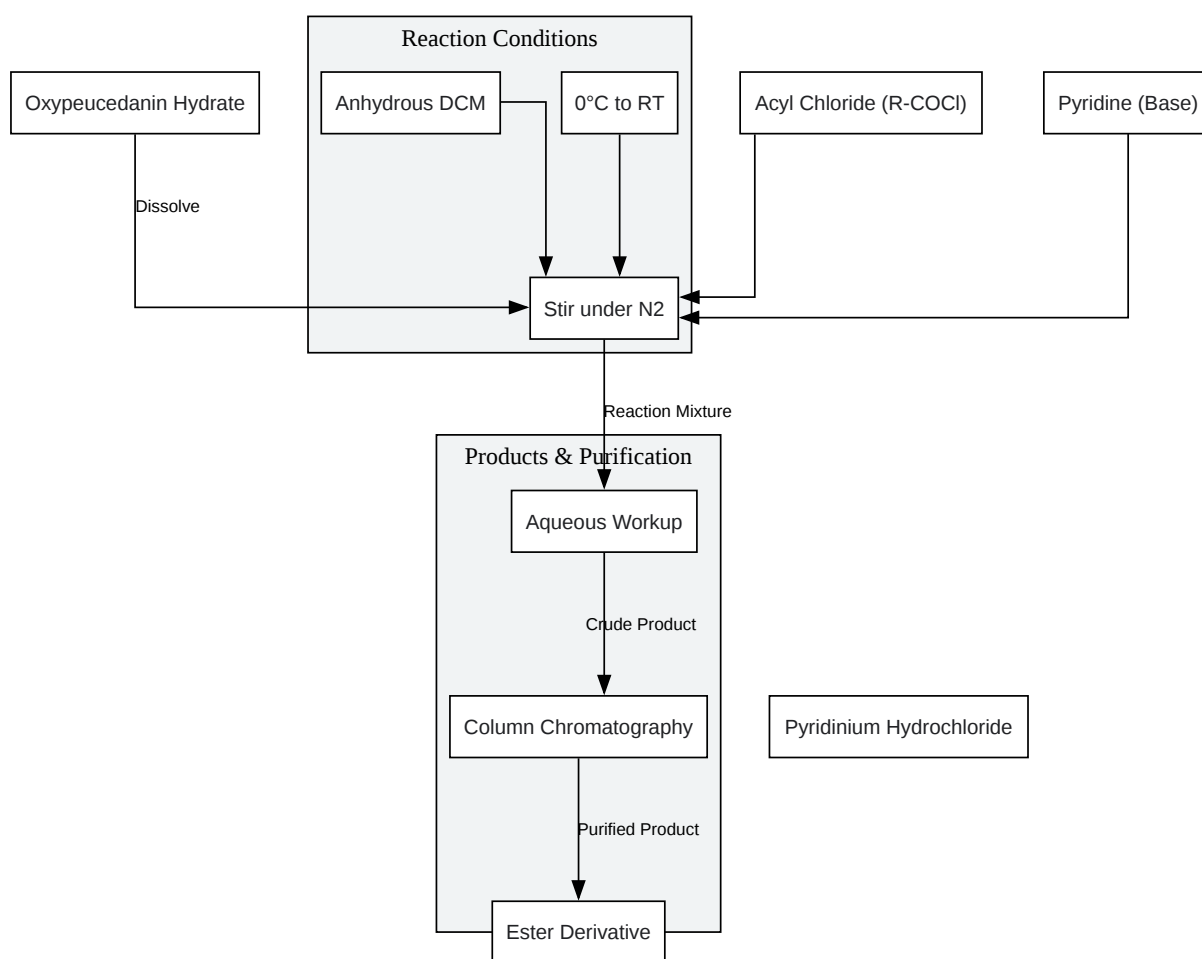 Reaction Conditions
Oxypeucedanin Hydrate
Anhydrous DCM
0°C to RT
Acyl Chloride (R-COCl)
Pyridine (Base)
Dissolve
Stir under N2
Reaction Mixture
Products & Purification
Aqueous Workup
Crude Product
Column Chromatography
Pyridinium Hydrochloride
Purified Product
Ester Derivative